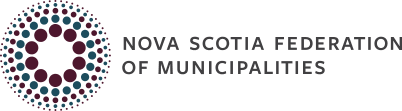 NOVA SCOTIA FEDERATION
OF MUNICIPALITIES